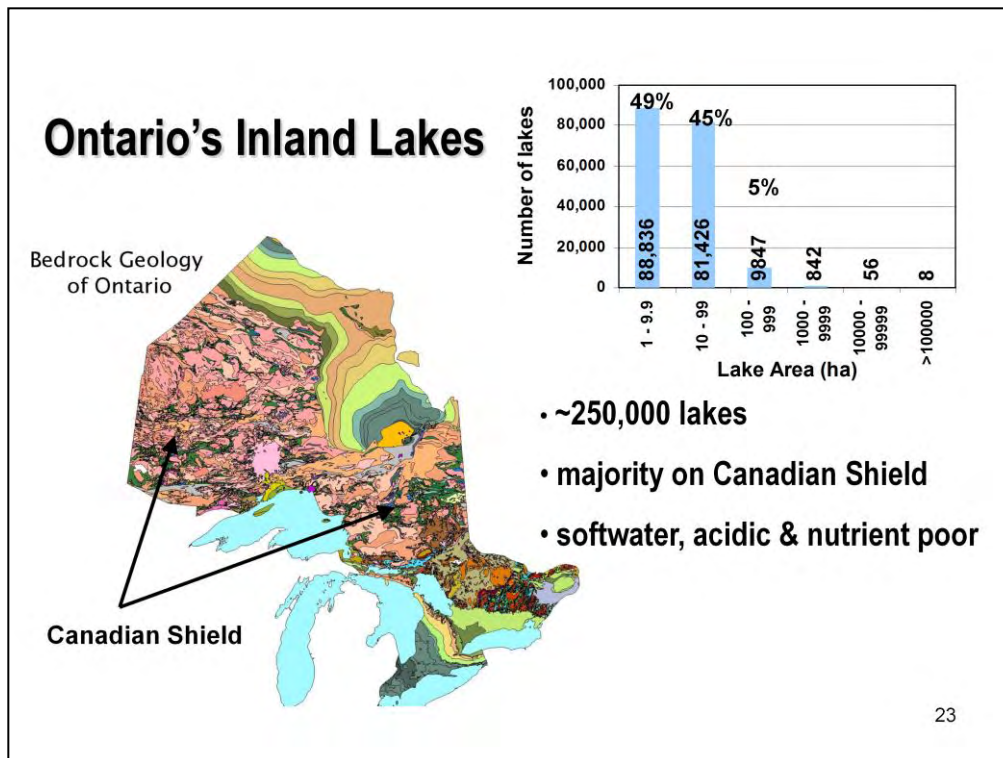 Ontario's Inland Lakes
Bedrock Geology
of Ontario
Canadian Shield
Number of lakes
100,000
80,000
60,000
40,000
20,000
0
49%
45%
5%
88,836
81,426
9847
842
56
8
1 - 9.9
10 - 99
100 -
999
1000 -
9999
10000 -
99999
>100000
Lake Area (ha)
• ~250,000 lakes
• majority on Canadian Shield
• softwater, acidic & nutrient poor
23